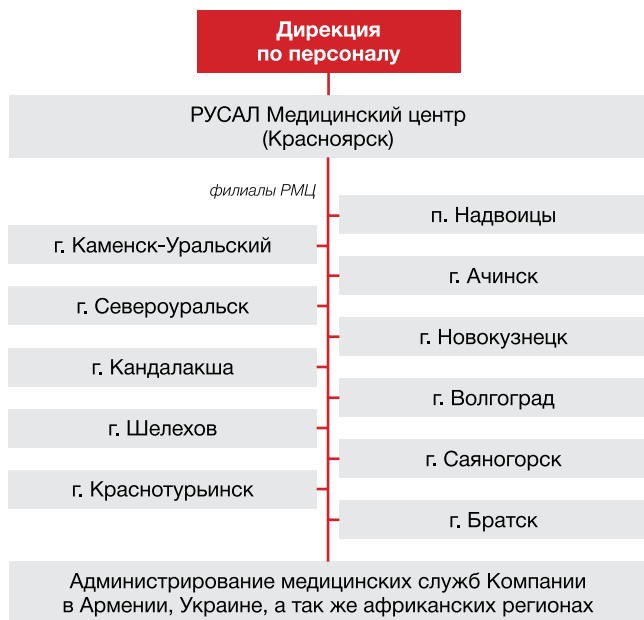 Дирекция
по персоналу
РУСАЛ Медицинский центр
(Красноярск)
филиалы РМЦ
п. Надвоицы
г. Каменск-Уральский
г. Ачинск
г. Североуральск
г. Новокузнецк
г. Кандалакша
г. Волгоград
г. Шелехов
г. Саяногорск
г. Краснотурьинск
г. Братск
Администрирование медицинских служб Компании
в Армении, Украине, а так же африканских регионах